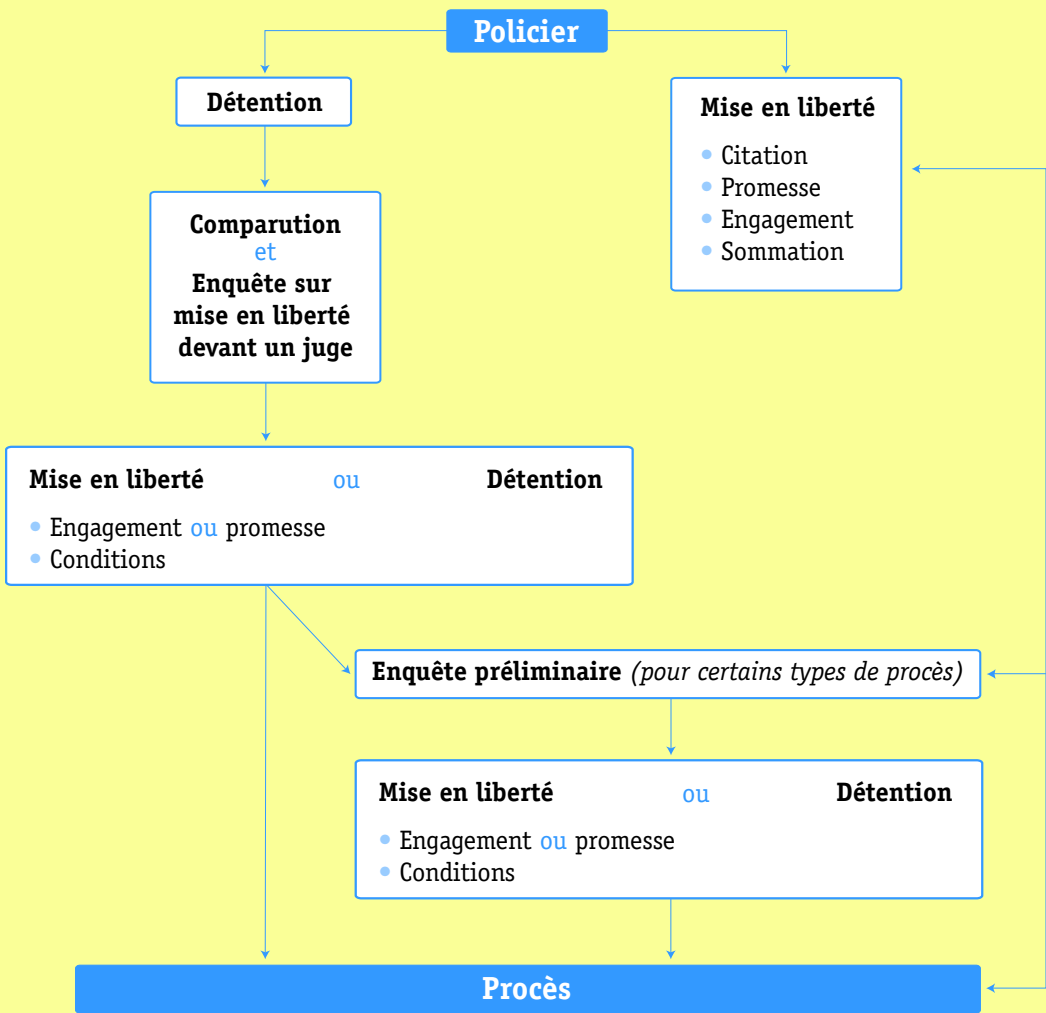 Policier
Détention
Mise en liberté
• Citation
• Promesse
• Engagement
• Sommation
Comparution
et
Enquête sur
mise en liberté
devant un juge
Mise en liberté ou Détention
• Engagement ou promesse
• Conditions
Enquête préliminaire (pour certains types de procès)
Mise en liberté ou Détention
• Engagement ou promesse
• Conditions
Procès